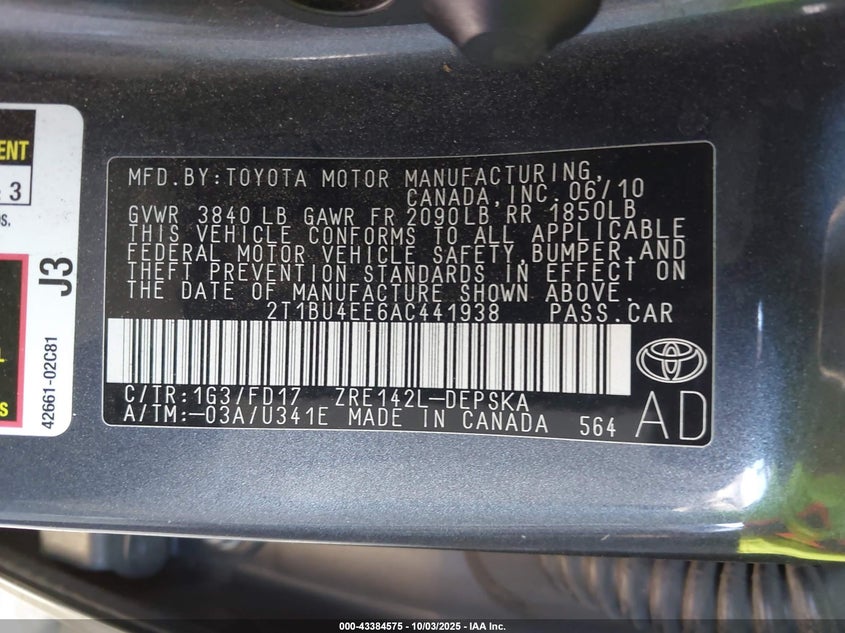 ENT
: 3
os.
J3
L
s
42661-02C81
MFD.BY:TOYOTA MOTOR MANUFACTURING,
CANADA,INC. 06/10
GVWR 3840 LB GAWR FR 2090LB RR 1850LB
THIS VEHICLE CONFORMS TO ALL APPLICABLE
FEDERAL MOTOR VEHICLE SAFETY,BUMPER,AND
THEFT PREVENTION STANDARDS IN EFFECT ON
THE DATE OF MANUFACTURE SHOWN ABOVE.
2T1BU4EE6AC441938 PASS.CAR
C/TR:1G3/FD17 ZRE142L-DEPSKA
A/TM:-03A/U341E MADE IN CANADA 564
AD
000-43384575 - 10/03/2025 - IAA Inc.